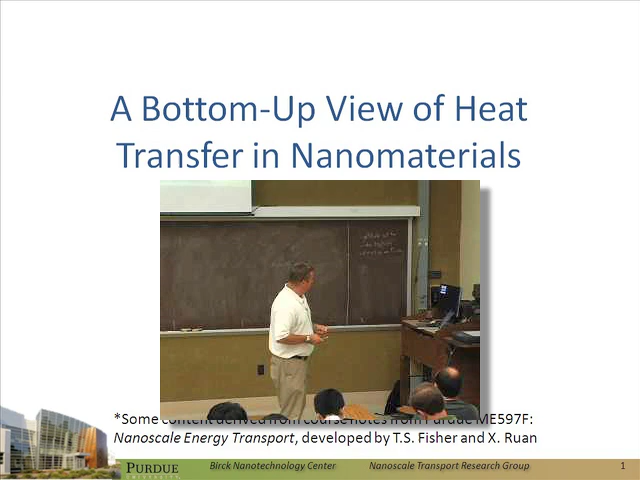 A Bottom-Up View of Heat
Transfer in Nanomaterials
*Some content derived from course notes from Purdue ME597F:
Nanoscale Energy Transport, developed by T.S. Fisher and X. Ruan
PURDUE
UNIVERSITY
Birck Nanotechnology Center
Nanoscale Transport Research Group
1